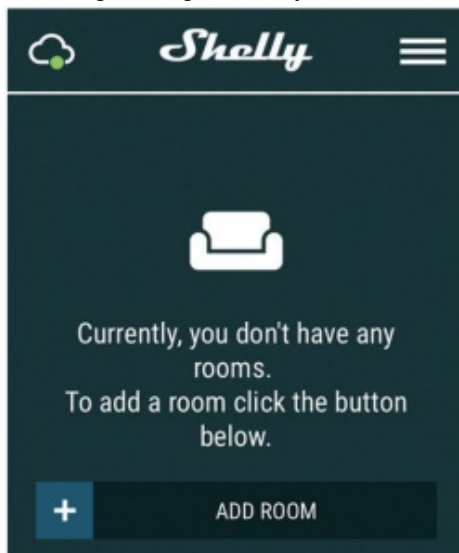 Shelly
Currently, you don't have any
rooms.
To add a room click the button
below.
+ ADD ROOM